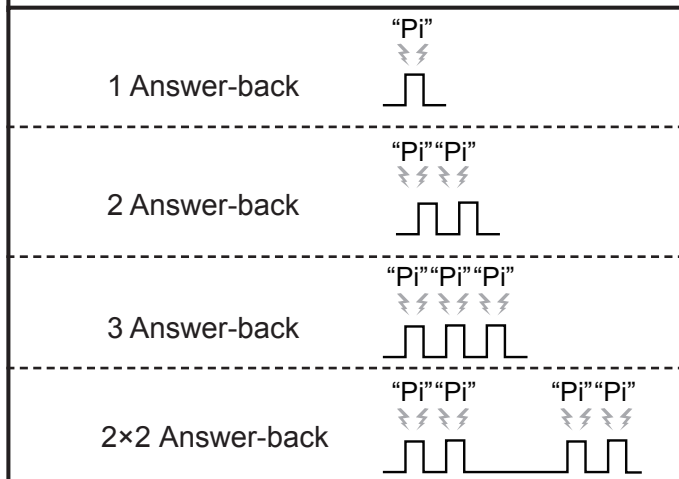 “Pi”
1 Answer-back
“Pi” “Pi”
2 Answer-back
“Pi” “Pi” “Pi”
3 Answer-back
“Pi” “Pi” “Pi” “Pi”
2×2 Answer-back